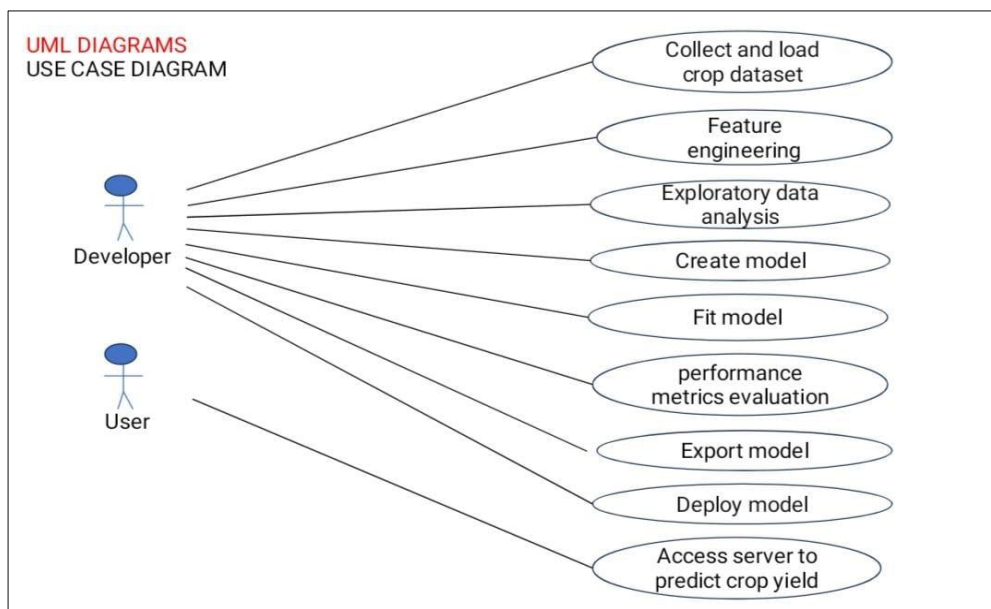 UML DIAGRAMS
USE CASE DIAGRAM
Collect and load
crop dataset
Feature
engineering
Exploratory data
analysis
Developer
Create model
Fit model
performance
metrics evaluation
User
Export model
Deploy model
Access server to
predict crop yield